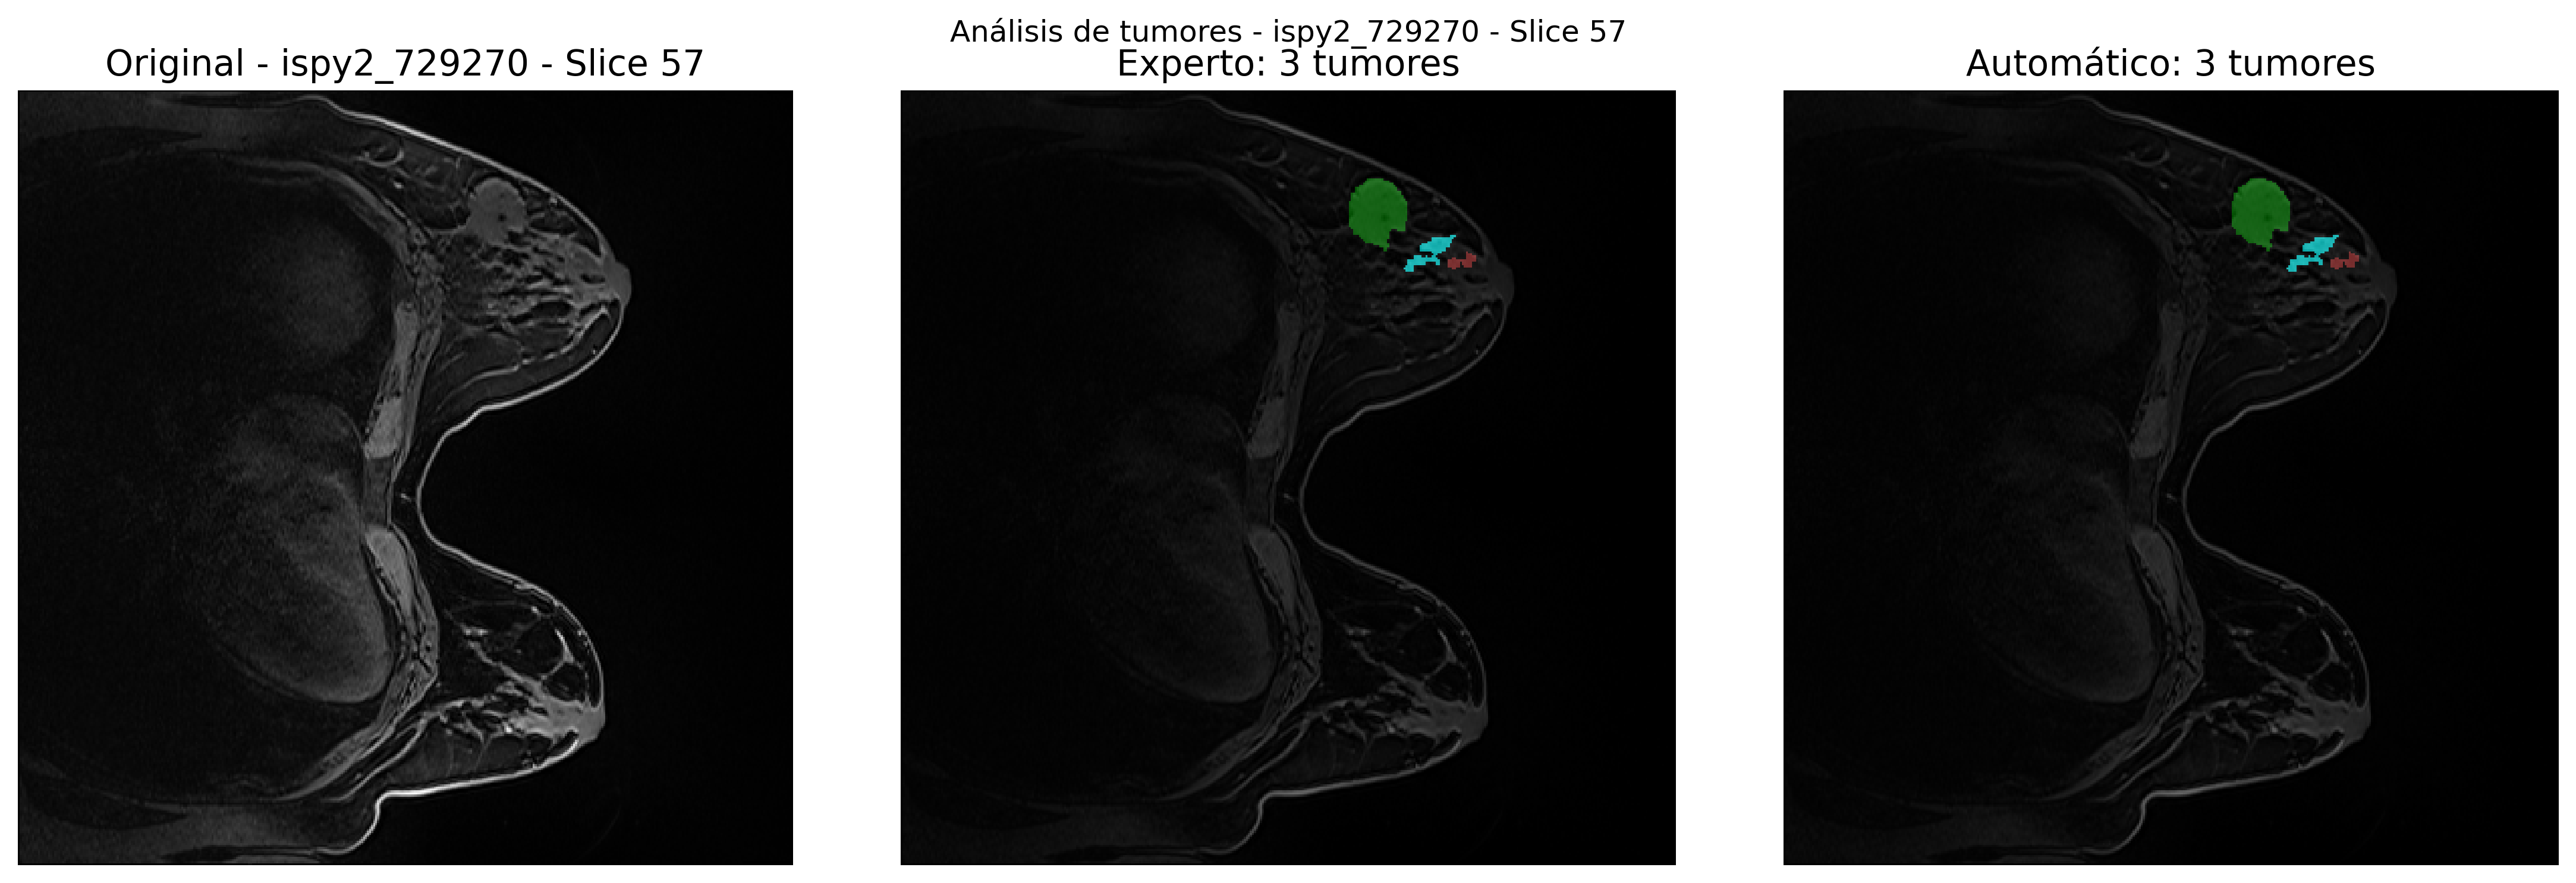 Análisis de tumores - ispy2_729270 - Slice 57
Original - ispy2_729270 - Slice 57
Experto: 3 tumores
Automático: 3 tumores